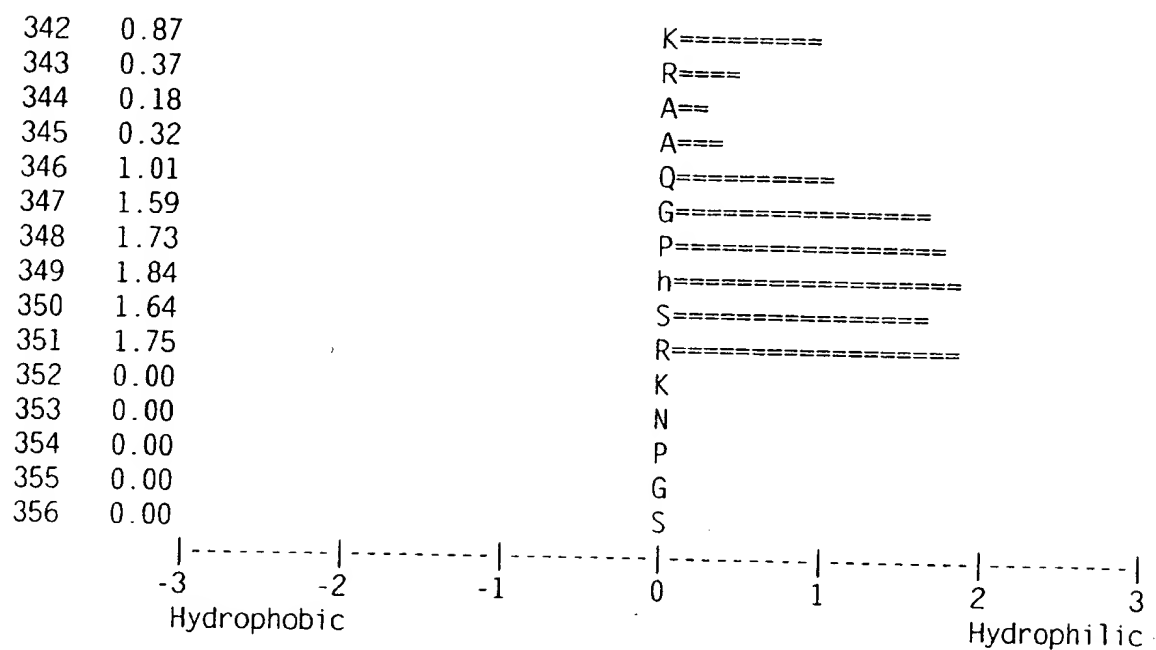 342 0.87 K=========
343 0.37 R====
344 0.18 A==
345 0.32 A===
346 1.01 Q==========
347 1.59 G================
348 1.73 P=================
349 1.84 h==================
350 1.64 S================
351 1.75 R==================
352 0.00 K
353 0.00 N
354 0.00 P
355 0.00 G
356 0.00 S
|---------|---------|---------|---------|---------|---------|
-3 -2 -1 0 1 2 3
Hydrophobic Hydrophilic